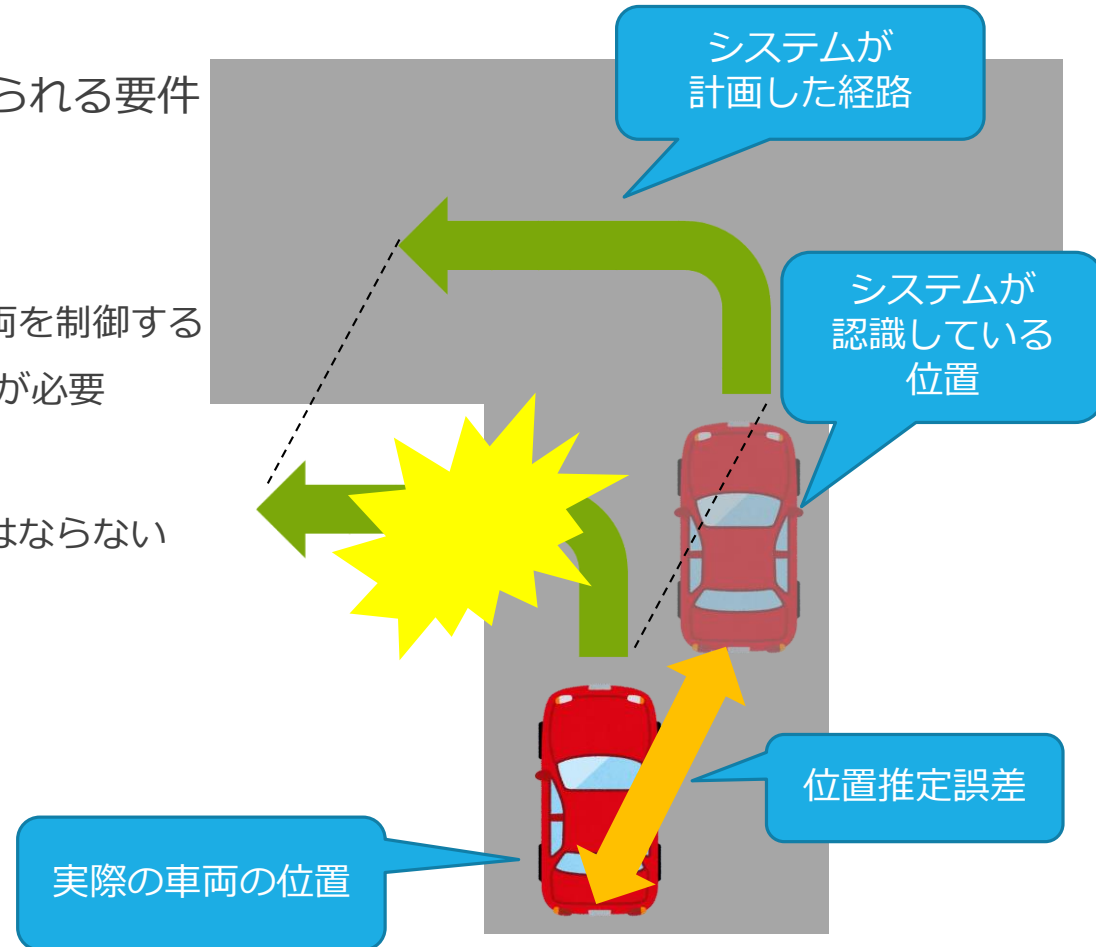 られる要件
両を制御する
が必要
はならない
システムが
計画した経路
システムが
認識している
位置
位置推定誤差
実際の車両の位置